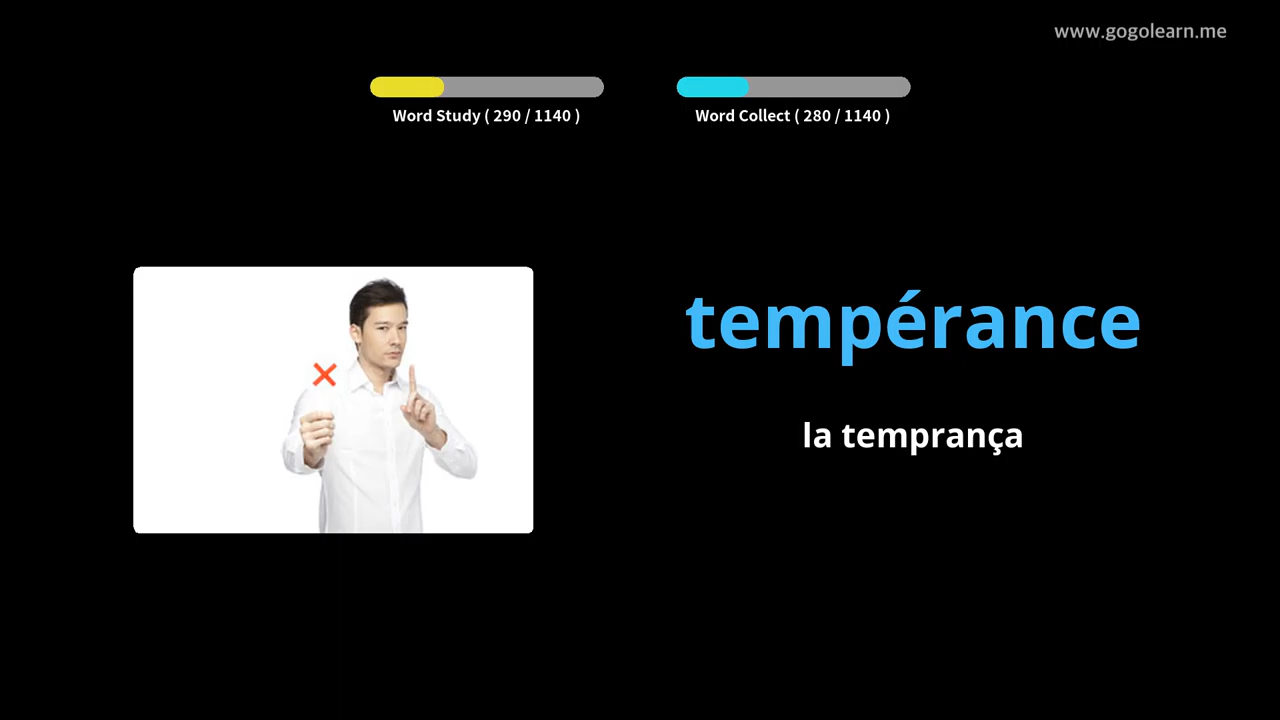 www.gogolearn.me
Word Study ( 290 / 1140 )
Word Collect ( 280 / 1140 )
tempérance
la temprança